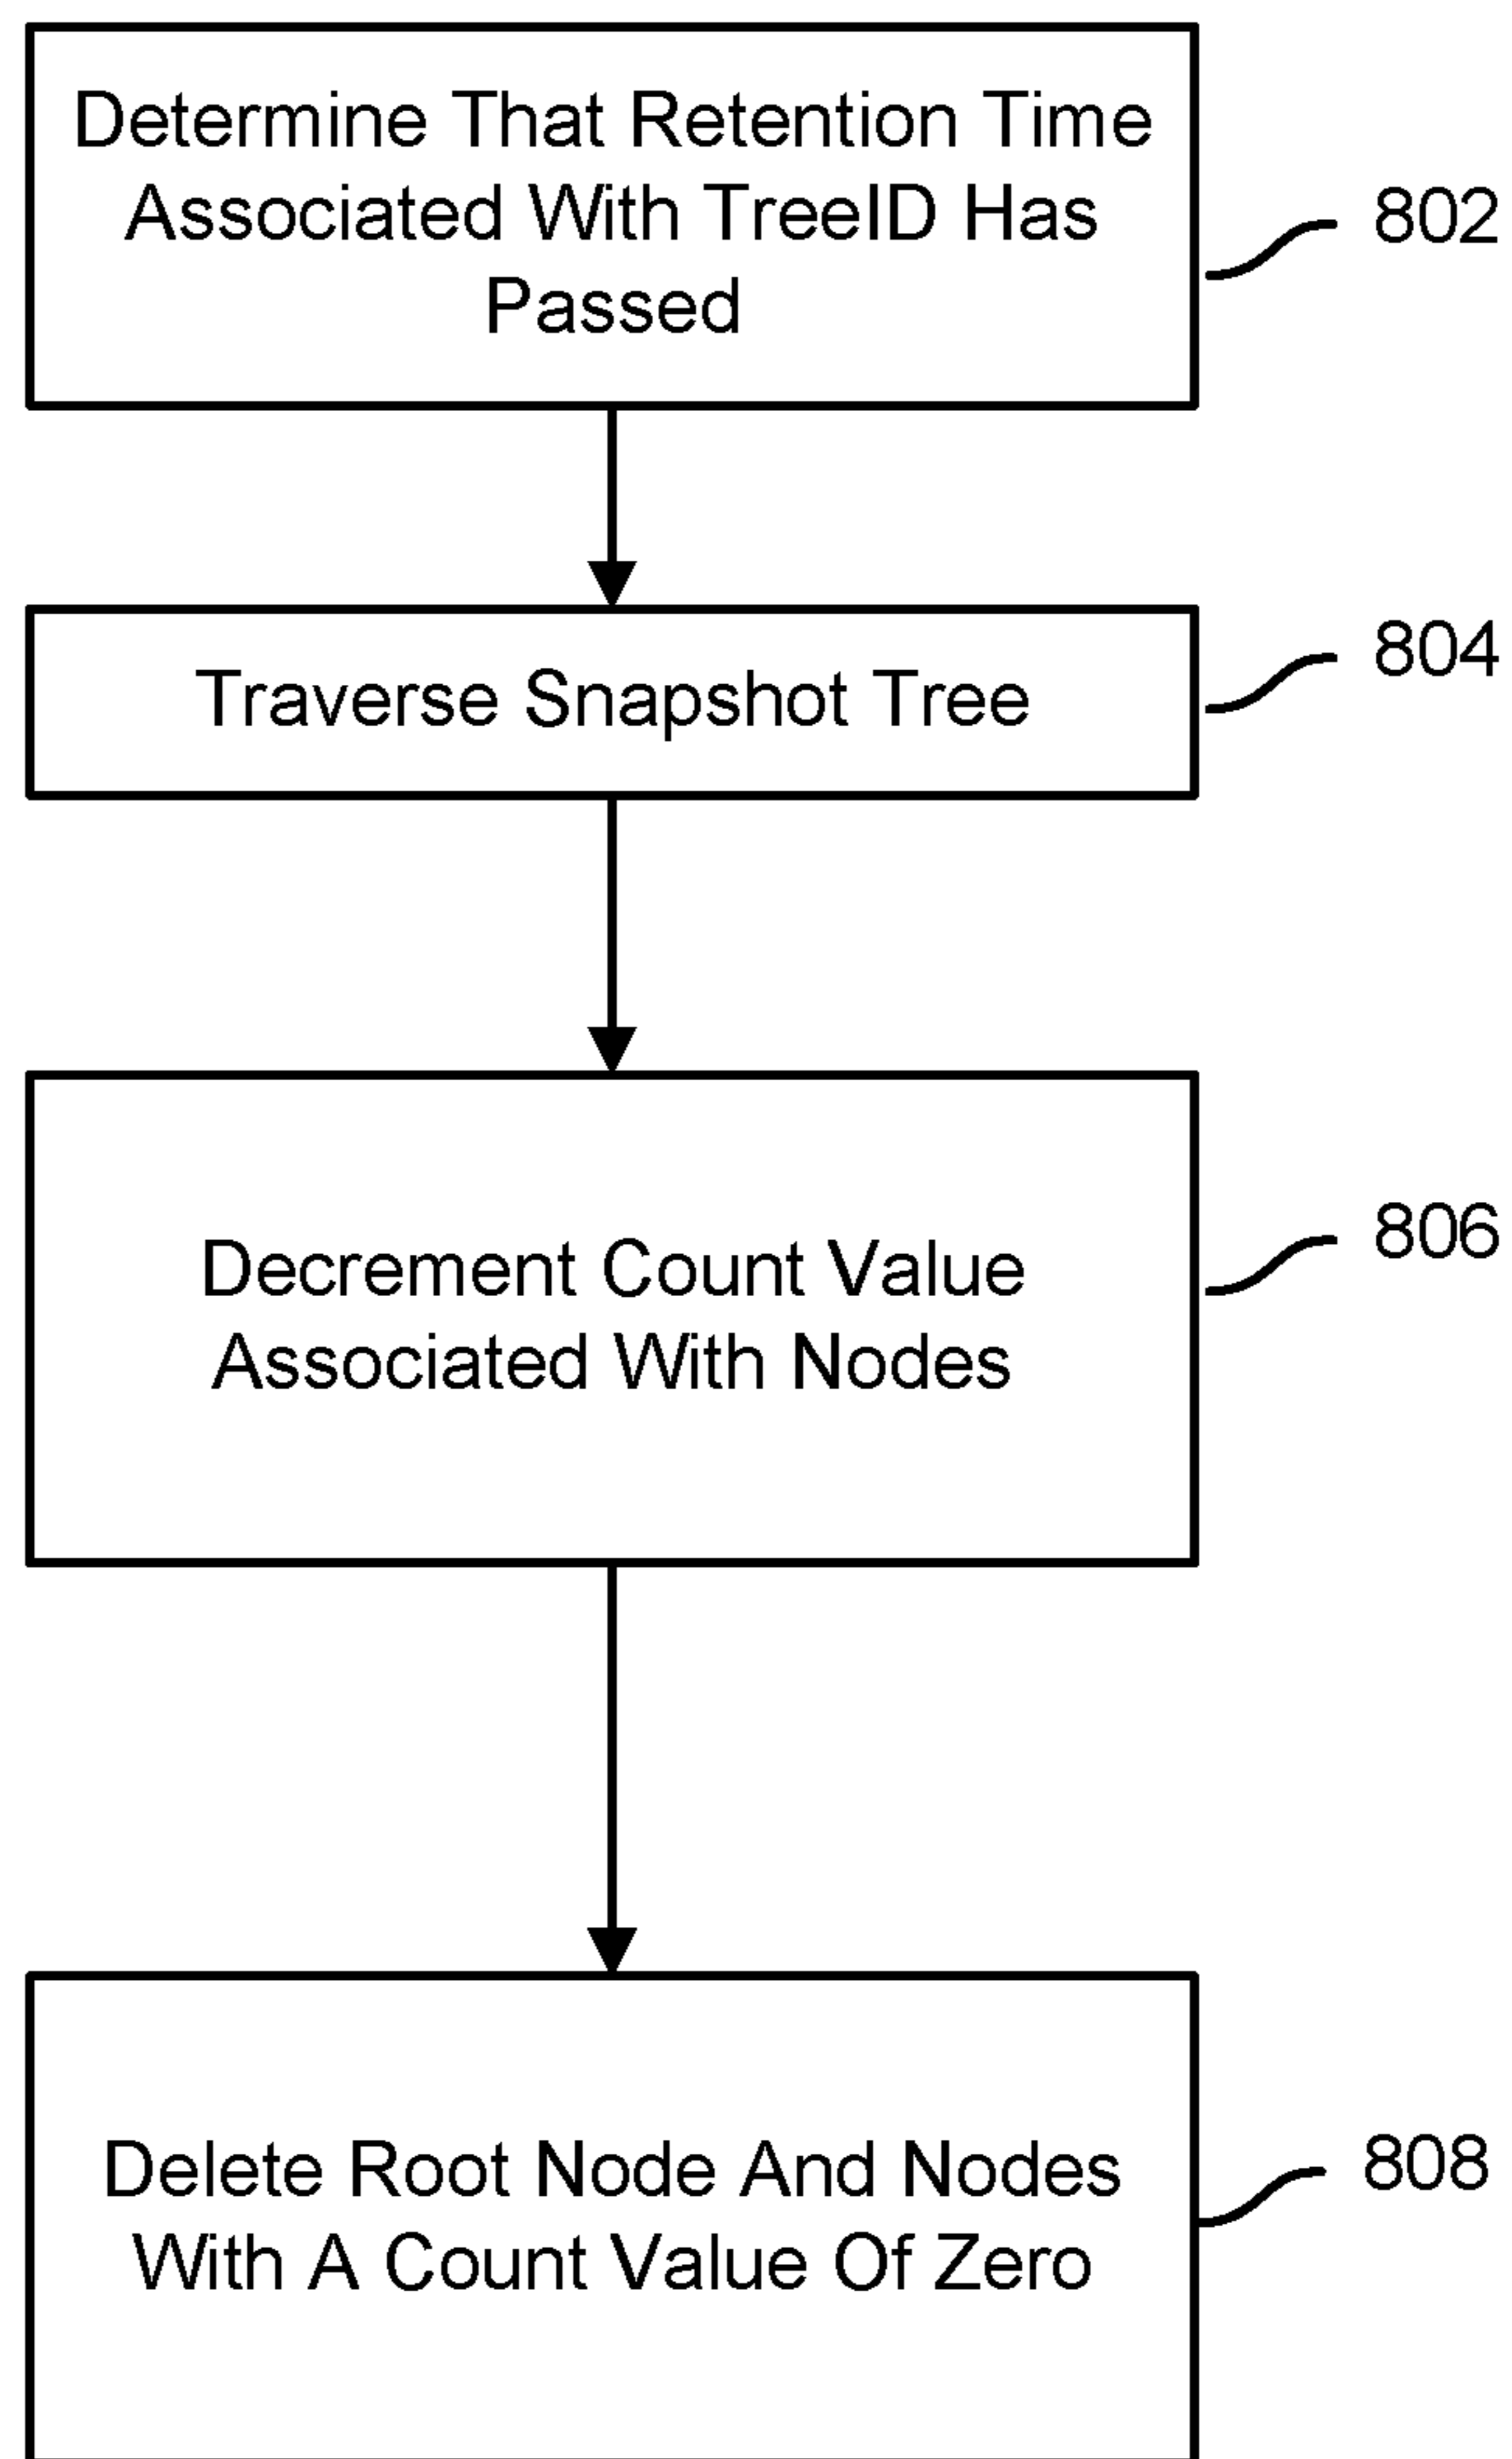 Determine That Retention Time
Associated With TreeID Has
Passed
802
Traverse Snapshot Tree
804
Decrement Count Value
Associated With Nodes
806
Delete Root Node And Nodes
With A Count Value Of Zero
808